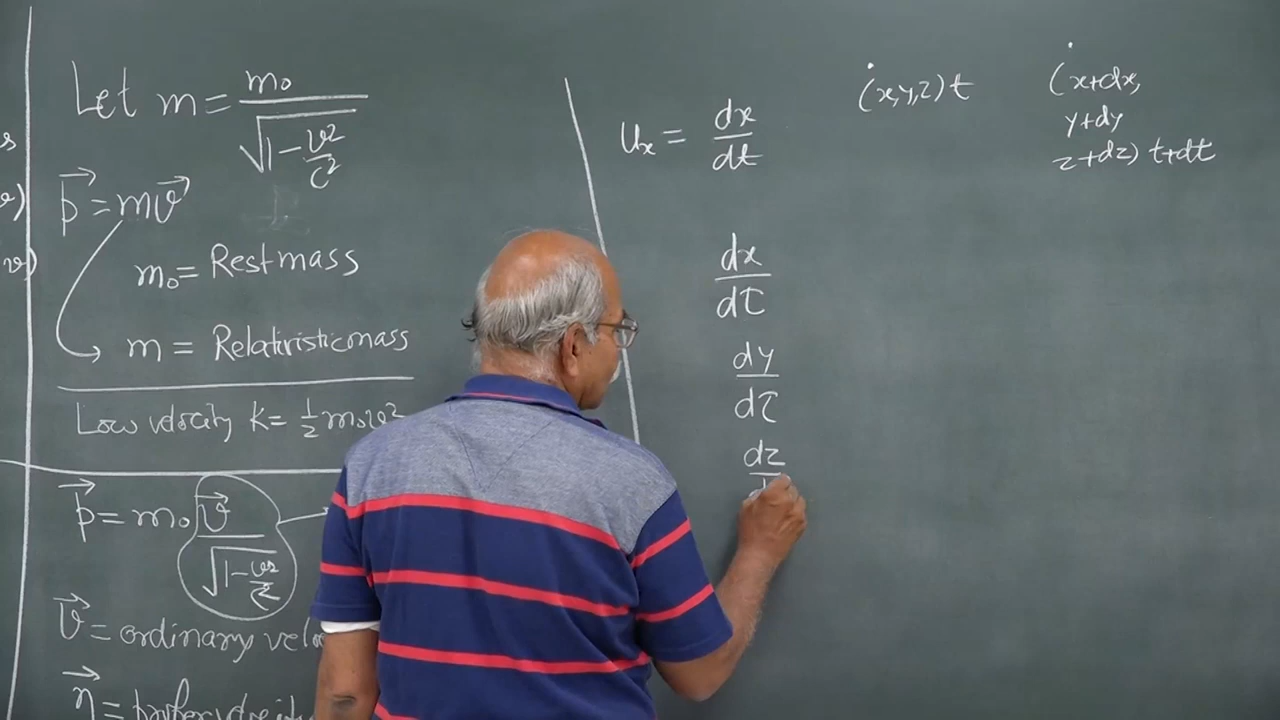 s
v)
v)
Let m = m₀ / √(1 - v²/c²)
p⃗ = mv⃗
m₀ = Rest mass
m = Relativistic mass
Low velocity K = ½ m₀v²
p⃗ = m₀ v⃗ / √(1 - v²/c²)
v⃗ = ordinary velo
η⃗ =
uₓ = dx/dt
dx/dτ
dy/dτ
dz
(x,y,z) t
(x+dx,
y+dy
z+dz) t+dt